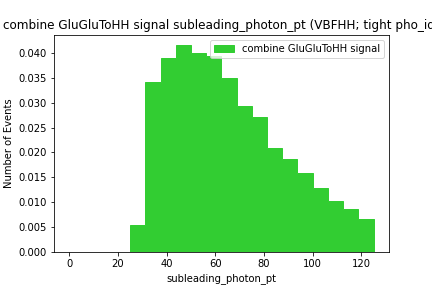 combine GluGluToHH signal subleading_photon_pt (VBFHH; tight pho_id
combine GluGluToHH signal
Number of Events
0.040
0.035
0.030
0.025
0.020
0.015
0.010
0.005
0.000
0 20 40 60 80 100 120
subleading_photon_pt